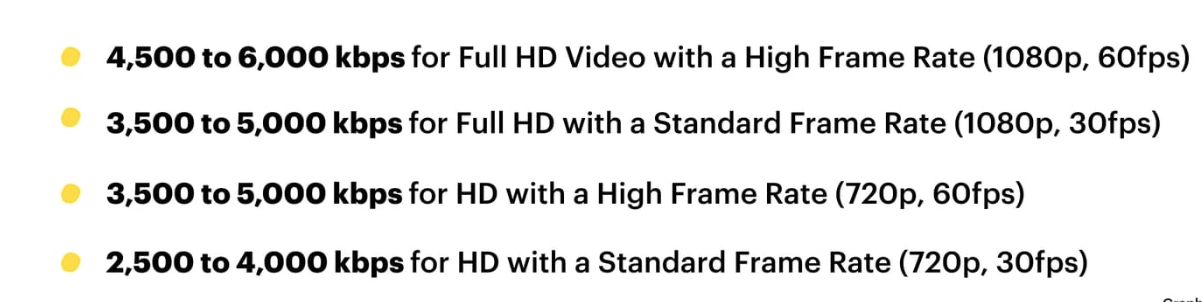 4,500 to 6,000 kbps for Full HD Video with a High Frame Rate (1080p, 60fps)
3,500 to 5,000 kbps for Full HD with a Standard Frame Rate (1080p, 30fps)
3,500 to 5,000 kbps for HD with a High Frame Rate (720p, 60fps)
2,500 to 4,000 kbps for HD with a Standard Frame Rate (720p, 30fps)